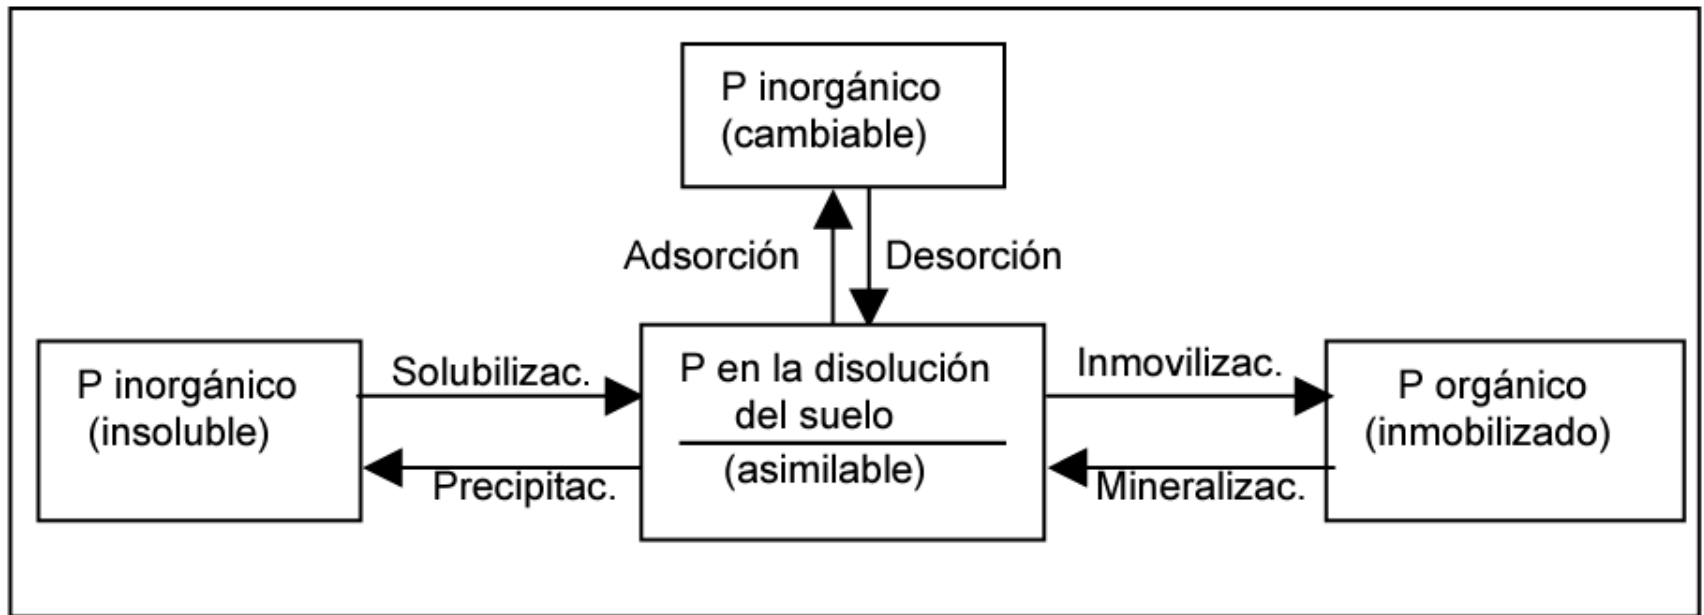 P inorgánico
(cambiable)
Adsorción
Desorción
P inorgánico
(insoluble)
Solubilizac.
Precipitac.
P en la disolución
del suelo
(asimilable)
Inmovilizac.
Mineralizac.
P orgánico
(inmobilizado)